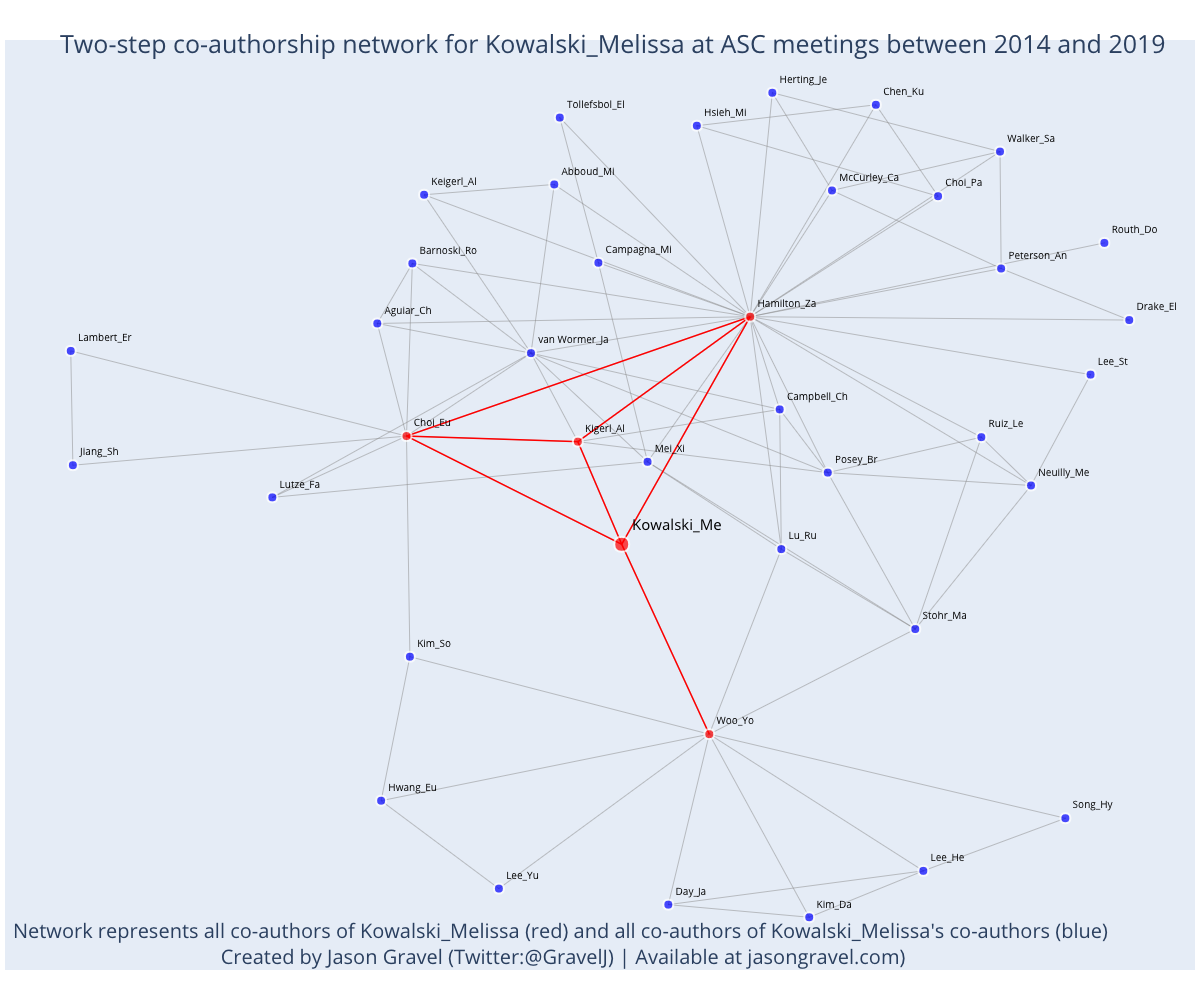 Two-step co-authorship network for Kowalski_Melissa at ASC meetings between 2014 and 2019
Herting_Je
Chen_Ku
Tollefsbol_El
Hsieh_Mi
Walker_Sa
Abboud_Mi
McCurley_Ca
Keigerl_Al
Choi_Pa
Routh_Do
Barnoski_Ro
Campagna_Mi
Peterson_An
Hamilton_Za
Aguiar_Ch
Drake_El
Lambert_Er
van Wormer_Ja
Lee_St
Campbell_Ch
Choi_Eu
Kigerl_Al
Ruiz_Le
Jiang_Sh
Mei_Xi
Posey_Br
Neuilly_Me
Lutze_Fa
Kowalski_Me
Lu_Ru
Stohr_Ma
Kim_So
Woo_Yo
Hwang_Eu
Song_Hy
Lee_He
Lee_Yu
Day_Ja
Kim_Da
Network represents all co-authors of Kowalski_Melissa (red) and all co-authors of Kowalski_Melissa's co-authors (blue)
Created by Jason Gravel (Twitter:@GravelJ) | Available at jasongravel.com)